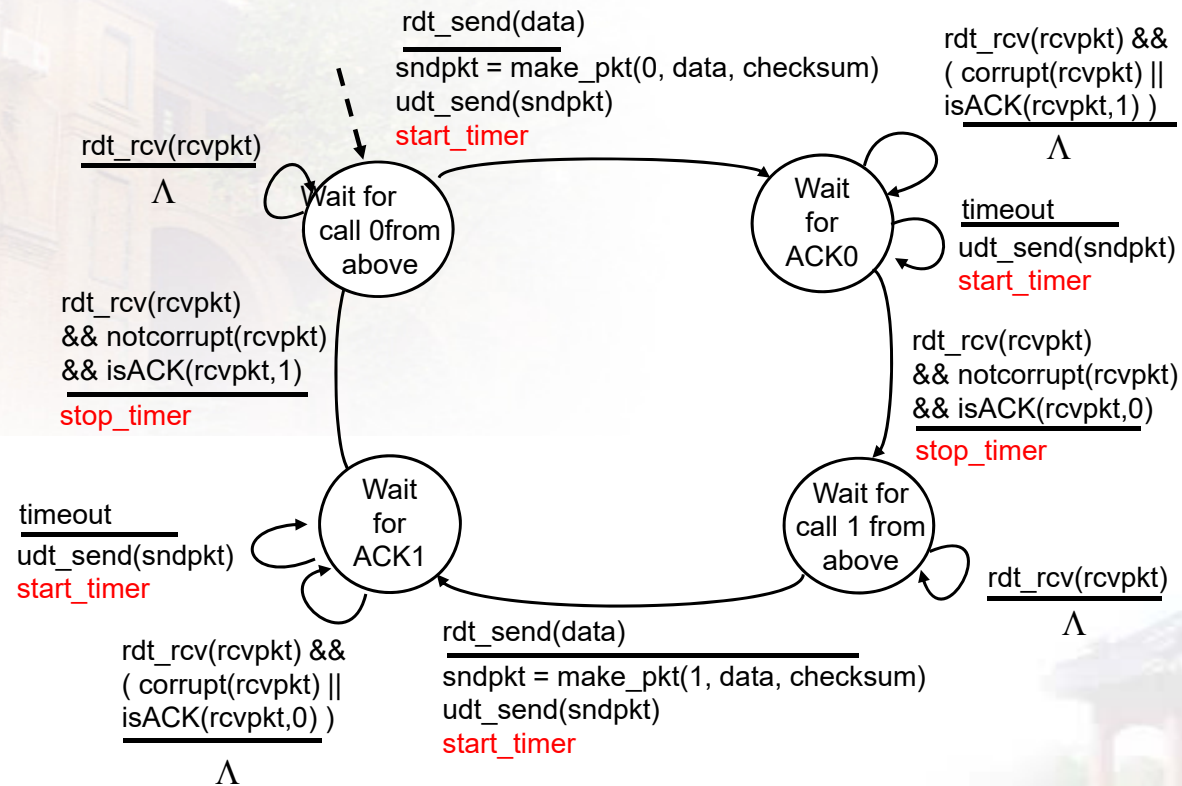 rdt_send(data)
sndpkt = make_pkt(0, data, checksum)
udt_send(sndpkt)
start_timer
rdt_rcv(rcvpkt) &&
( corrupt(rcvpkt) ||
isACK(rcvpkt,1) )
Λ
rdt_rcv(rcvpkt)
Λ
Wait for
call 0from
above
Wait
for
ACK0
timeout
udt_send(sndpkt)
start_timer
rdt_rcv(rcvpkt)
&& notcorrupt(rcvpkt)
&& isACK(rcvpkt,1)
stop_timer
rdt_rcv(rcvpkt)
&& notcorrupt(rcvpkt)
&& isACK(rcvpkt,0)
stop_timer
Wait
for
ACK1
Wait for
call 1 from
above
timeout
udt_send(sndpkt)
start_timer
rdt_rcv(rcvpkt)
Λ
rdt_rcv(rcvpkt) &&
( corrupt(rcvpkt) ||
isACK(rcvpkt,0) )
Λ
rdt_send(data)
sndpkt = make_pkt(1, data, checksum)
udt_send(sndpkt)
start_timer